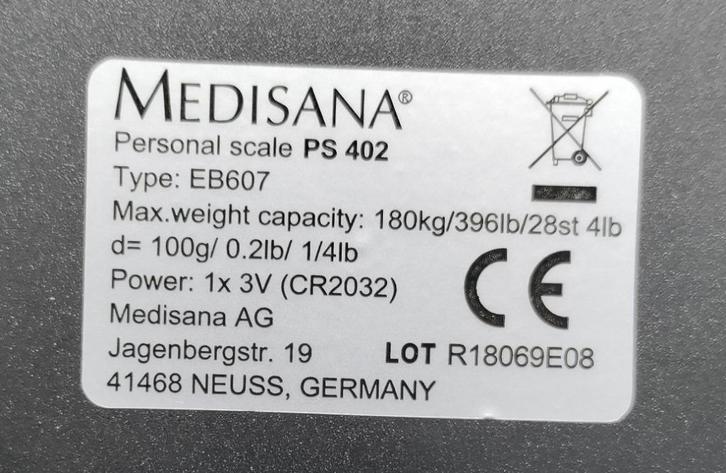 MEDISANA®
Personal scale PS 402
Type: EB607
Max.weight capacity: 180kg/396lb/28st 4lb
d= 100g/ 0.2lb/ 1/4lb
Power: 1x 3V (CR2032)
CE
Medisana AG
Jagenbergstr. 19 LOT R18069E08
41468 NEUSS, GERMANY